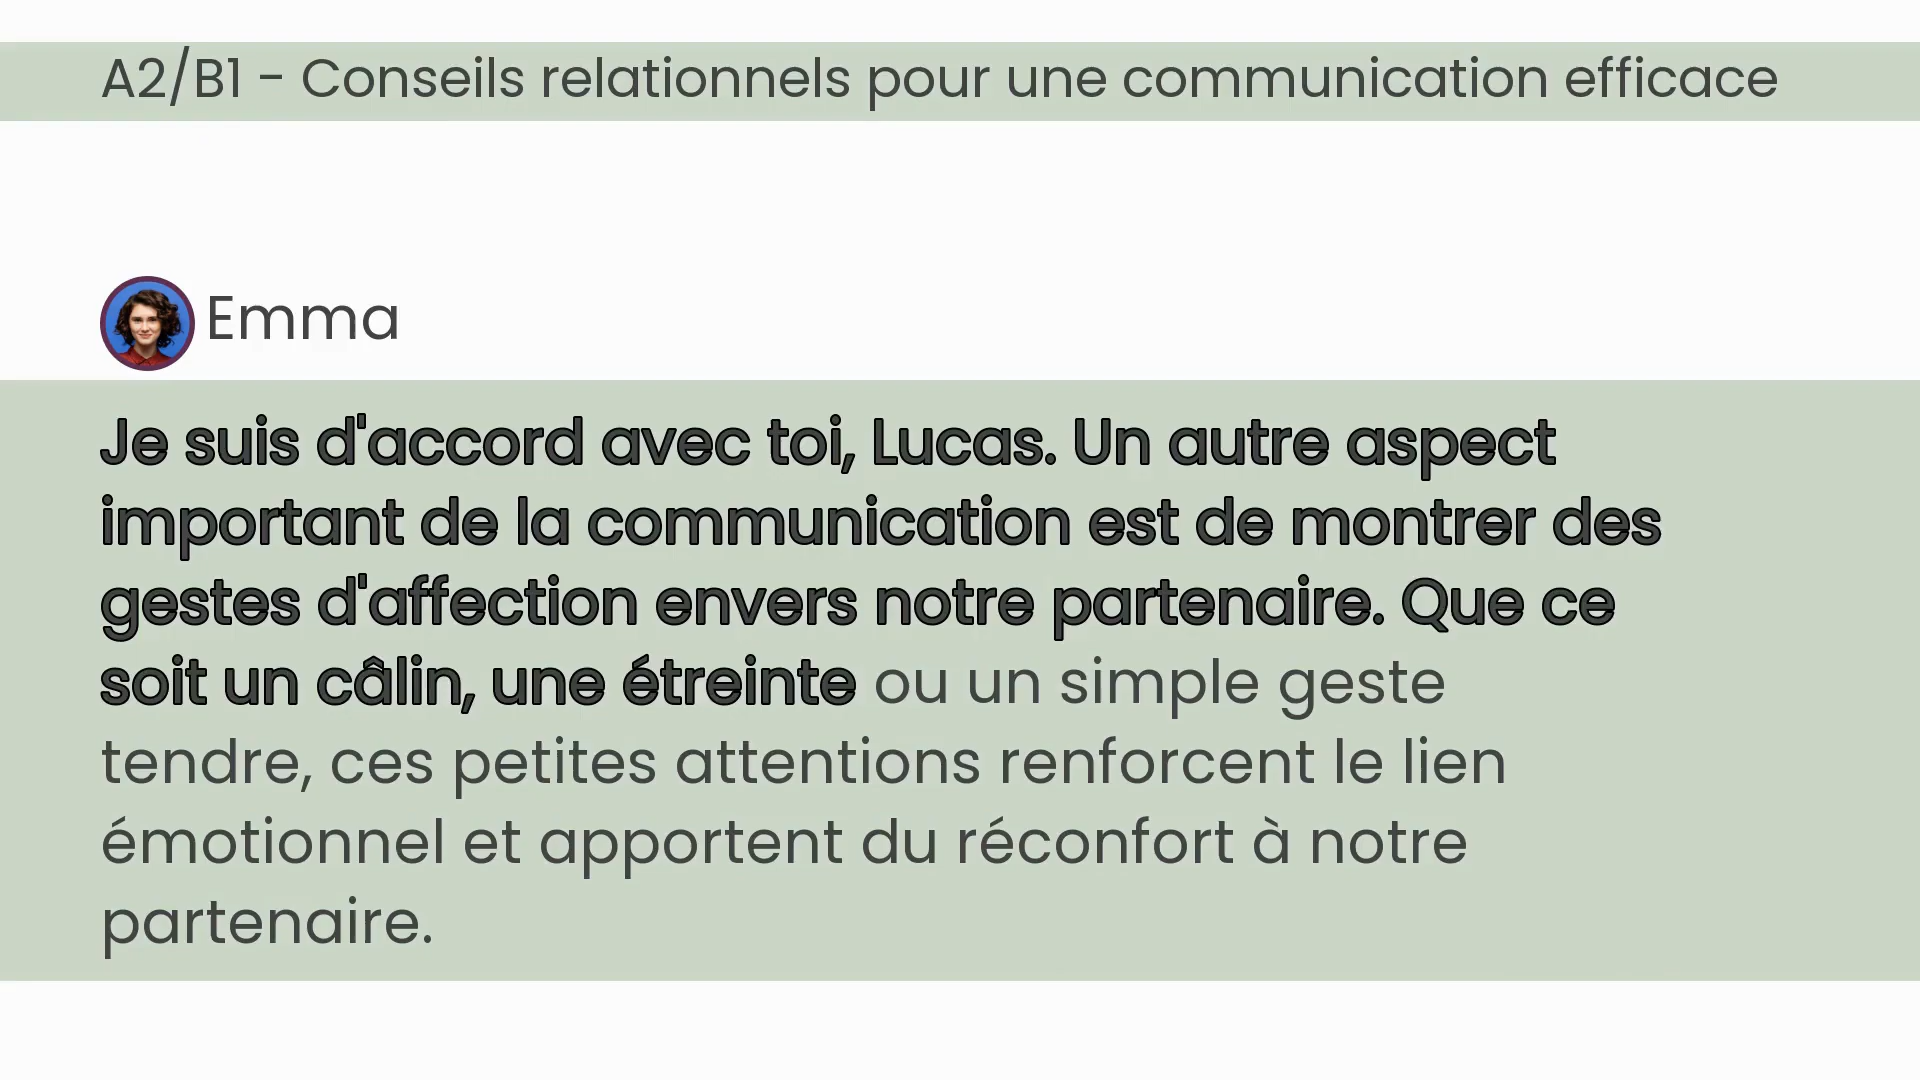 A2/B1 - Conseils relationnels pour une communication efficace
Emma
Je suis d'accord avec toi, Lucas. Un autre aspect
important de la communication est de montrer des
gestes d'affection envers notre partenaire. Que ce
soit un câlin, une étreinte ou un simple geste
tendre, ces petites attentions renforcent le lien
émotionnel et apportent du réconfort à notre
partenaire.